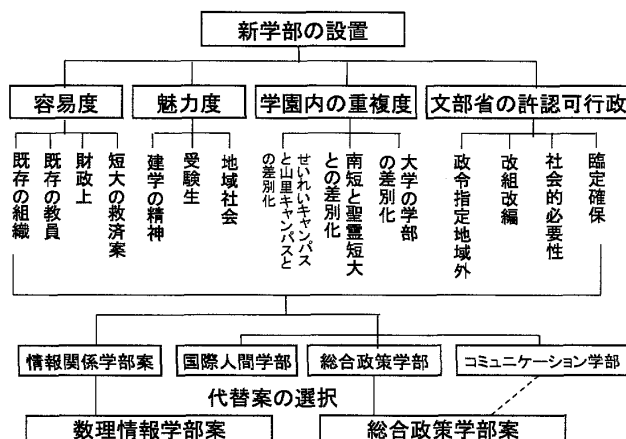 新学部の設置
容易度
魅力度
学園内の重複度
文部省の許認可行政
既存の組織
既存の教員
財政上
短大の救済案
建学の精神
受験生
地域社会
せいれいキャンパス
と山里キャンパスと
の差別化
南短と聖霊短大
との差別化
大学の学部
の差別化
政令指定地域外
改組改編
社会的必要性
臨定確保
情報関係学部案
国際人間学部
総合政策学部
コミュニケーション学部
代替案の選択
数理情報学部案
総合政策学部案